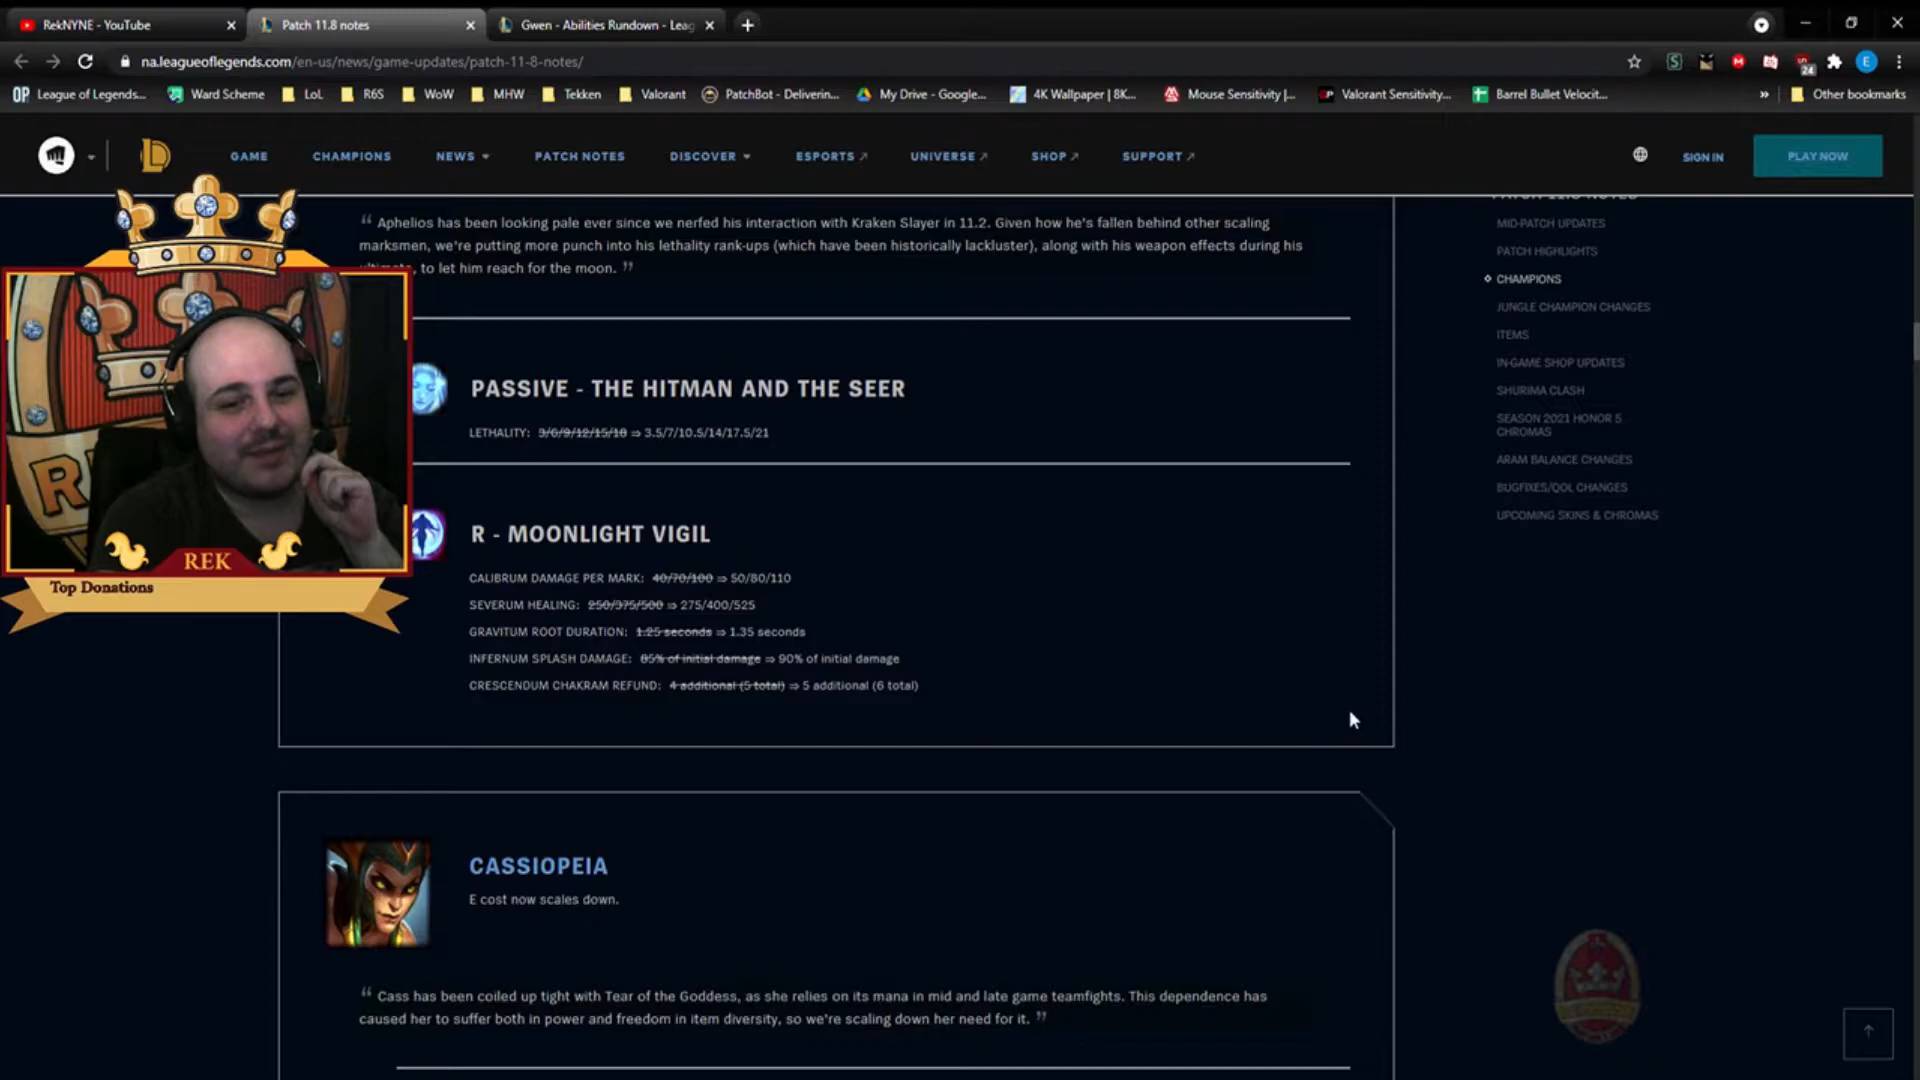 RekNYNE - YouTube
Patch 11.8 notes
Gwen - Abilities Rundown - Leag
na.leagueoflegends.com/en-us/news/game-updates/patch-11-8-notes/
24
E
OP League of Legends...
Ward Scheme
LoL
R6S
WoW
MHW
Tekken
Valorant
PatchBot - Deliverin...
My Drive - Google...
4K Wallpaper | 8K...
Mouse Sensitivity |...
Valorant Sensitivity...
Barrel Bullet Velocit...
Other bookmarks
GAME
CHAMPIONS
NEWS
PATCH NOTES
DISCOVER
ESPORTS
UNIVERSE
SHOP
SUPPORT
SIGN IN
PLAY NOW
“ Aphelios has been looking pale ever since we nerfed his interaction with Kraken Slayer in 11.2. Given how he's fallen behind other scaling
marksmen, we're putting more punch into his lethality rank-ups (which have been historically lackluster), along with his weapon effects during his
ultimate, to let him reach for the moon. ”
PASSIVE - THE HITMAN AND THE SEER
LETHALITY: 3/6/9/12/15/18 ⇒ 3.5/7/10.5/14/17.5/21
R - MOONLIGHT VIGIL
CALIBRUM DAMAGE PER MARK: 40/70/100 ⇒ 50/80/110
SEVERUM HEALING: 250/375/500 ⇒ 275/400/525
GRAVITUM ROOT DURATION: 1.25 seconds ⇒ 1.35 seconds
INFERNUM SPLASH DAMAGE: 85% of initial damage ⇒ 90% of initial damage
CRESCENDUM CHAKRAM REFUND: 4 additional (5 total) ⇒ 5 additional (6 total)
CASSIOPEIA
E cost now scales down.
“ Cass has been coiled up tight with Tear of the Goddess, as she relies on its mana in mid and late game teamfights. This dependence has
caused her to suffer both in power and freedom in item diversity, so we're scaling down her need for it. ”
PATCH 11.8 NOTES
MID-PATCH UPDATES
PATCH HIGHLIGHTS
CHAMPIONS
JUNGLE CHAMPION CHANGES
ITEMS
IN-GAME SHOP UPDATES
SHURIMA CLASH
SEASON 2021 HONOR 5
CHROMAS
ARAM BALANCE CHANGES
BUGFIXES/QOL CHANGES
UPCOMING SKINS & CHROMAS
REK
Top Donations